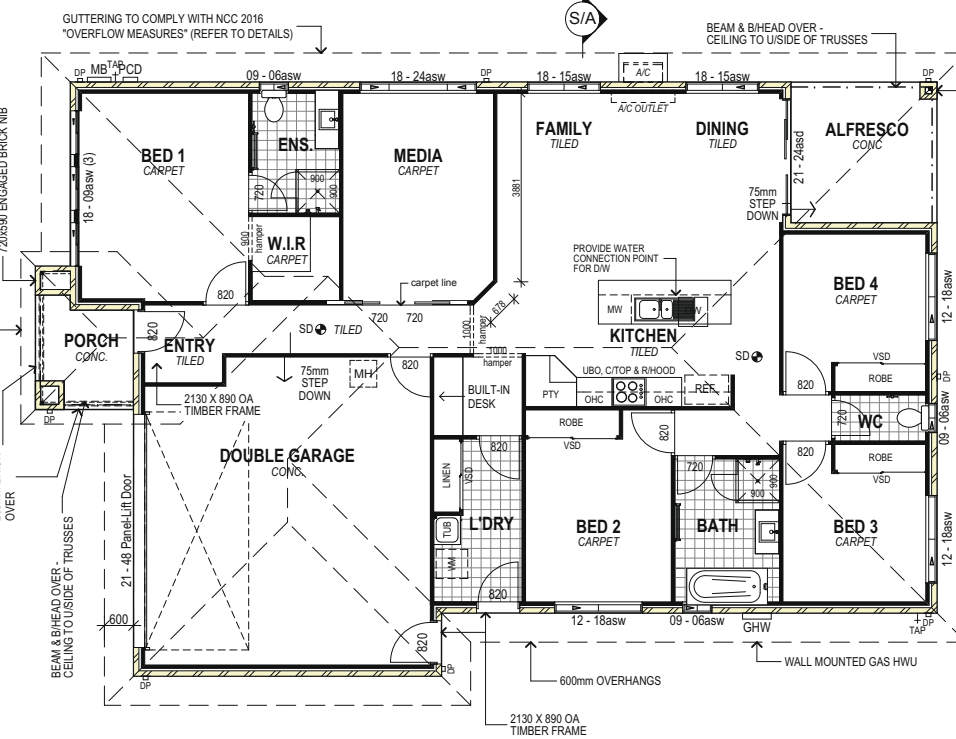 GUTTERING TO COMPLY WITH NCC 2016
"OVERFLOW MEASURES" (REFER TO DETAILS)
S/A
BEAM & B/HEAD OVER -
CEILING TO U/SIDE OF TRUSSES
DP
MB
TAP
PCD
09 - 06asw
18 - 24asw
DP
18 - 15asw
A/C
18 - 15asw
DP
A/C OUTLET
720x590 ENGAGED BRICK NIB
18 - 09asw (3)
BED 1
CARPET
ENS.
720
900
900
MEDIA
CARPET
FAMILY
TILED
DINING
TILED
ALFRESCO
CONC
21 - 24asd
75mm
STEP
DOWN
3881
900
hamper
W.I.R
CARPET
820
PROVIDE WATER
CONNECTION POINT
FOR D/W
BED 4
CARPET
12 - 18asw
carpet line
720
720
678
1000
hamper
MW
KITCHEN
TILED
PORCH
CONC.
820
ENTRY
TILED
SD
TILED
1000
hamper
SD
VSD
ROBE
820
DP
75mm
STEP
DOWN
MH
820
BUILT-IN
DESK
UBO, C/TOP & R/HOOD
PTY
OHC
OHC
REF.
2130 X 890 OA
TIMBER FRAME
DP
720
WC
09 - 06asw
ROBE
VSD
820
820
ROBE
VSD
DOUBLE GARAGE
CONC.
820
LINEN
VSD
720
900
900
OVER
21 - 48 Panel-Lift Door
TUB
WM
L'DRY
BED 2
CARPET
BATH
BED 3
CARPET
12 - 18asw
BEAM & B/HEAD OVER -
CEILING TO U/SIDE OF TRUSSES
600
820
820
12 - 18asw
09 - 06asw
GHW
TAP
DP
DP
DP
WALL MOUNTED GAS HWU
600mm OVERHANGS
2130 X 890 OA
TIMBER FRAME